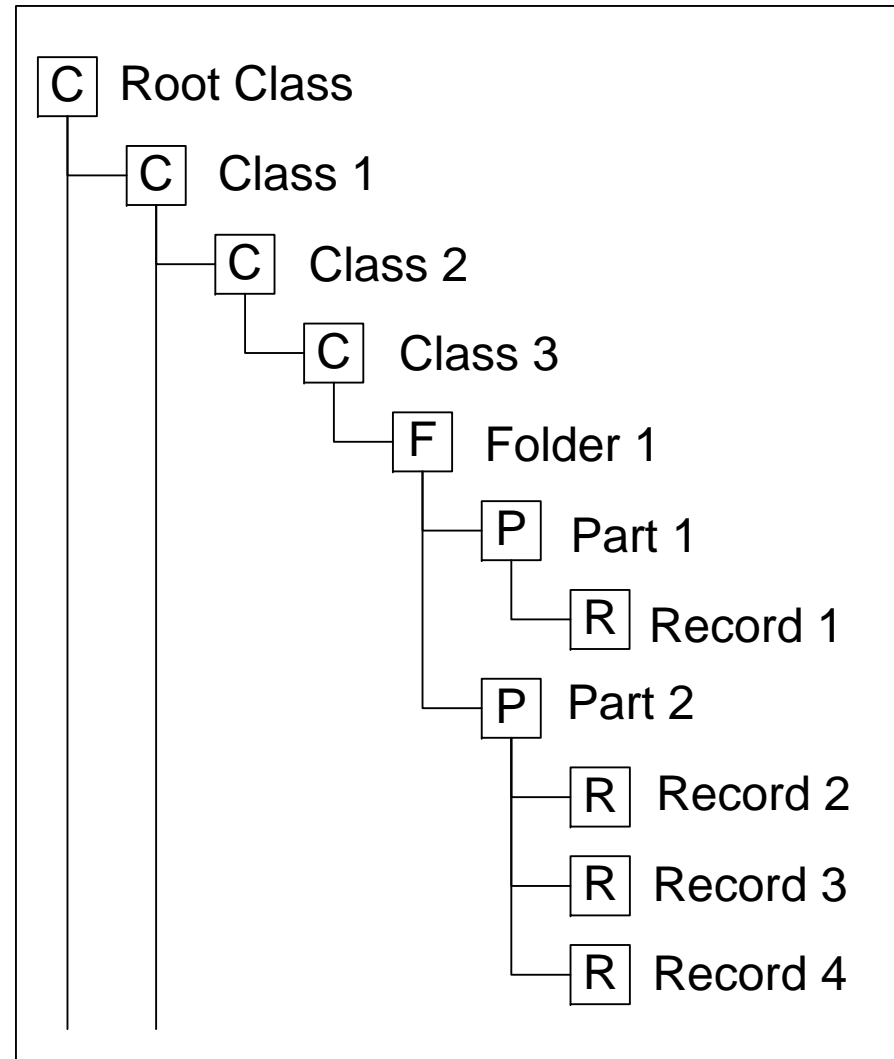 C Root Class
C Class 1
C Class 2
C Class 3
F Folder 1
P Part 1
R Record 1
P Part 2
R Record 2
R Record 3
R Record 4